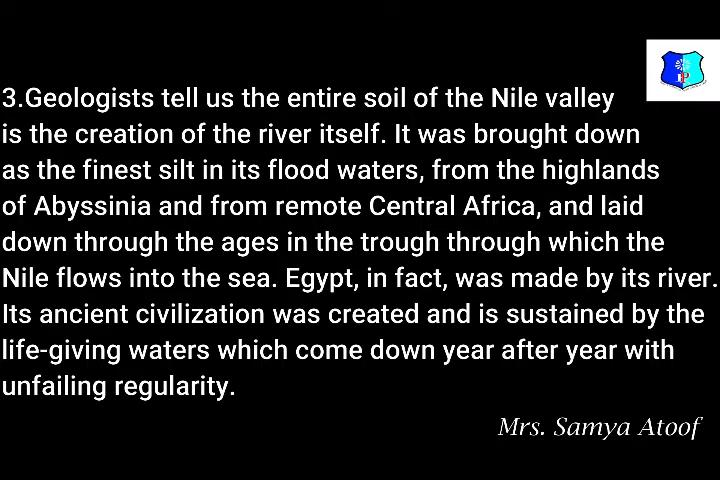 3.Geologists tell us the entire soil of the Nile valley
is the creation of the river itself. It was brought down
as the finest silt in its flood waters, from the highlands
of Abyssinia and from remote Central Africa, and laid
down through the ages in the trough through which the
Nile flows into the sea. Egypt, in fact, was made by its river.
Its ancient civilization was created and is sustained by the
life-giving waters which come down year after year with
unfailing regularity.
Mrs. Samya Atoof